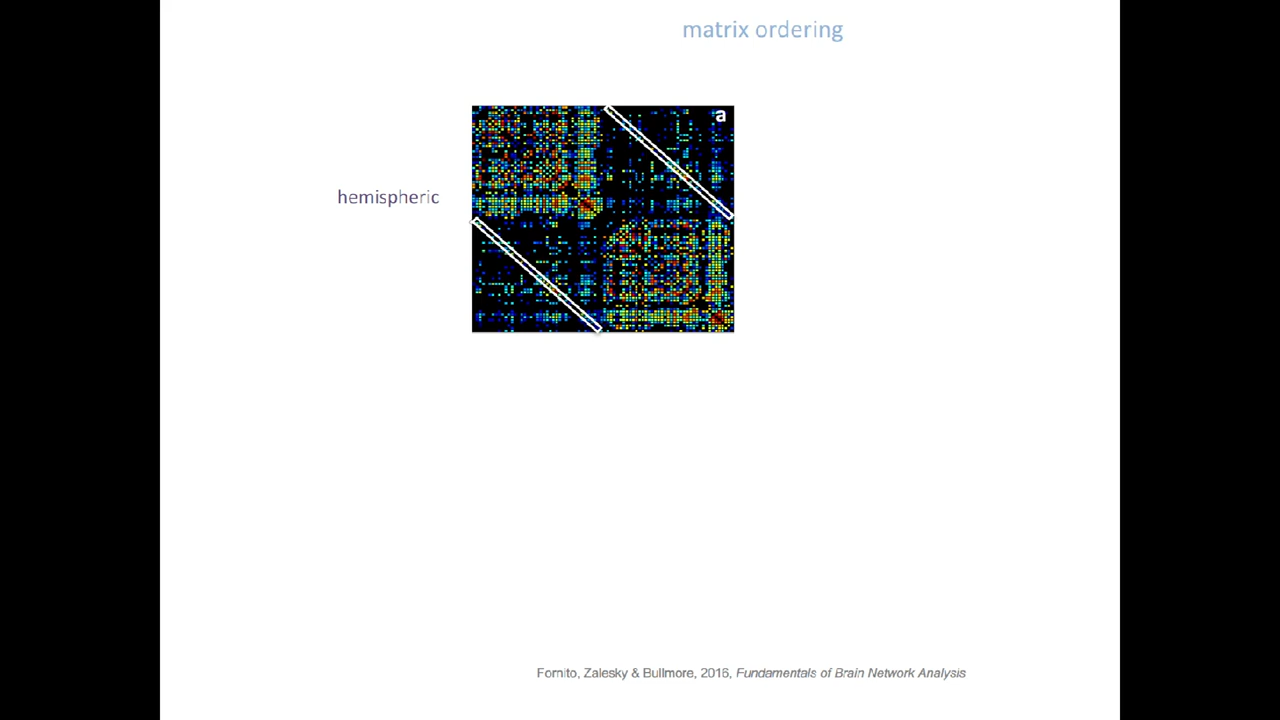 matrix ordering
a
hemispheric
Fornito, Zalesky & Bullmore, 2016, Fundamentals of Brain Network Analysis